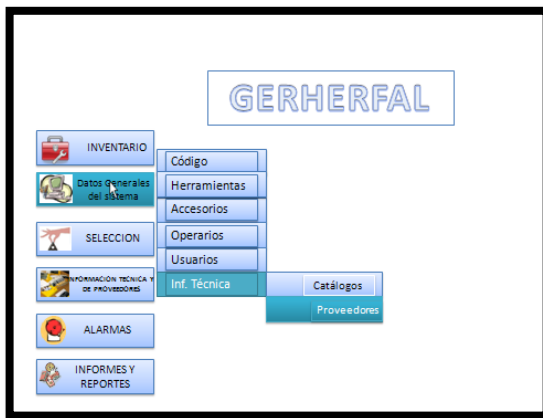 GERHERFAL
INVENTARIO
Datos Generales
del sistema
SELECCION
INFORMACIÓN TECNICA Y
DE PROVEEDORES
ALARMAS
INFORMES Y
REPORTES
Código
Herramientas
Accesorios
Operarios
Usuarios
Inf. Técnica
Catálogos
Proveedores